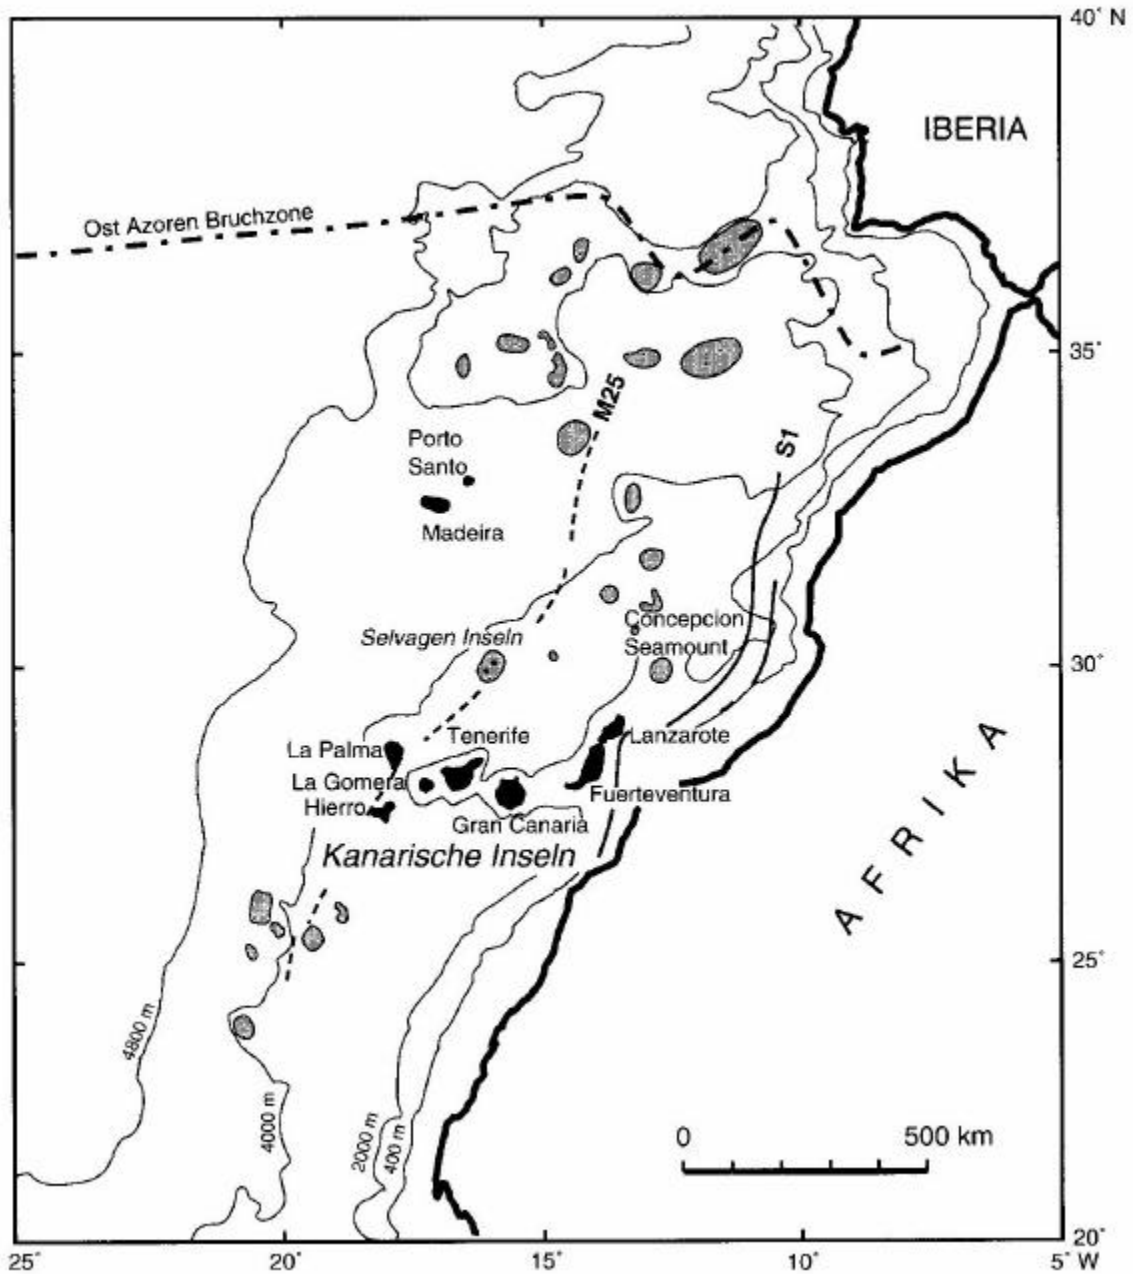 40° N
IBERIA
Ost Azoren Bruchzone
35°
M25
Porto
Santo
S1
Madeira
Concepcion
Selvagen Inseln
Seamount
30°
La Palma
Tenerife
Lanzarote
La Gomera
Fuerteventura
Hierro
Gran Canaria
Kanarische Inseln
AFRIKA
25°
4800 m
4000 m
2000 m
400 m
0 500 km
20°
25° 20° 15° 10° 5° W